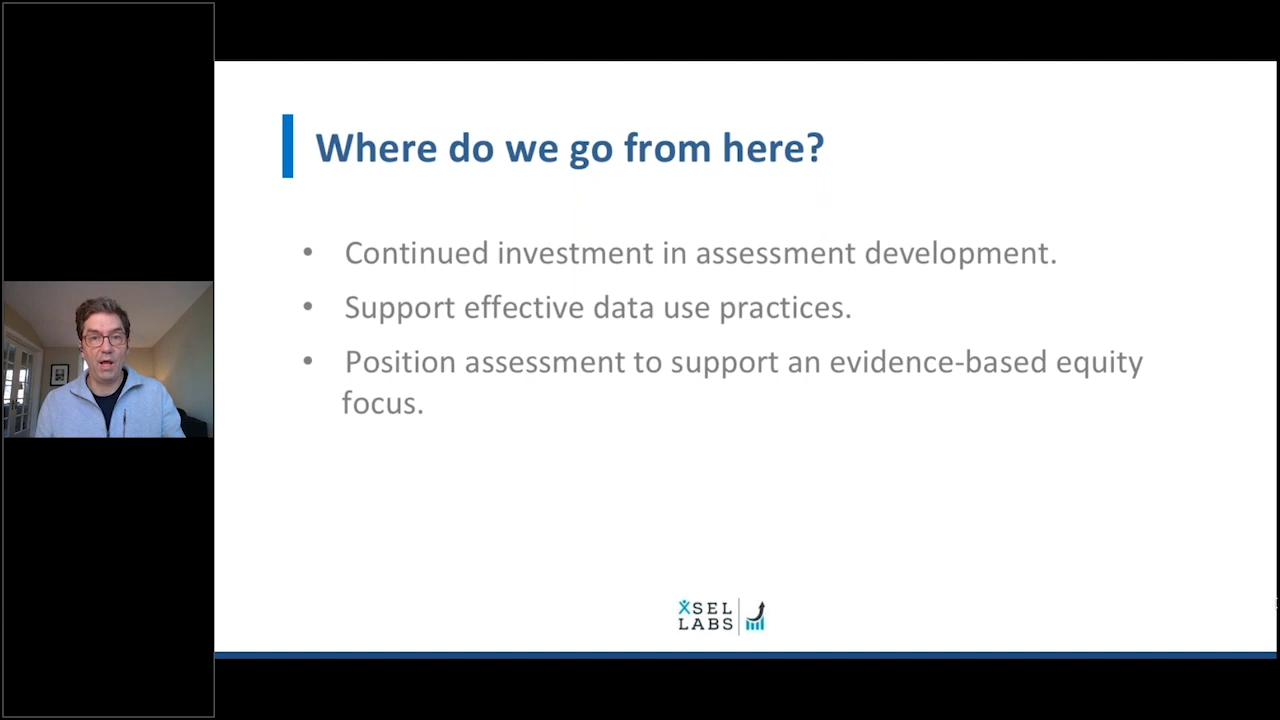 Where do we go from here?
• Continued investment in assessment development.
• Support effective data use practices.
• Position assessment to support an evidence-based equity
focus.
XSEL
LABS